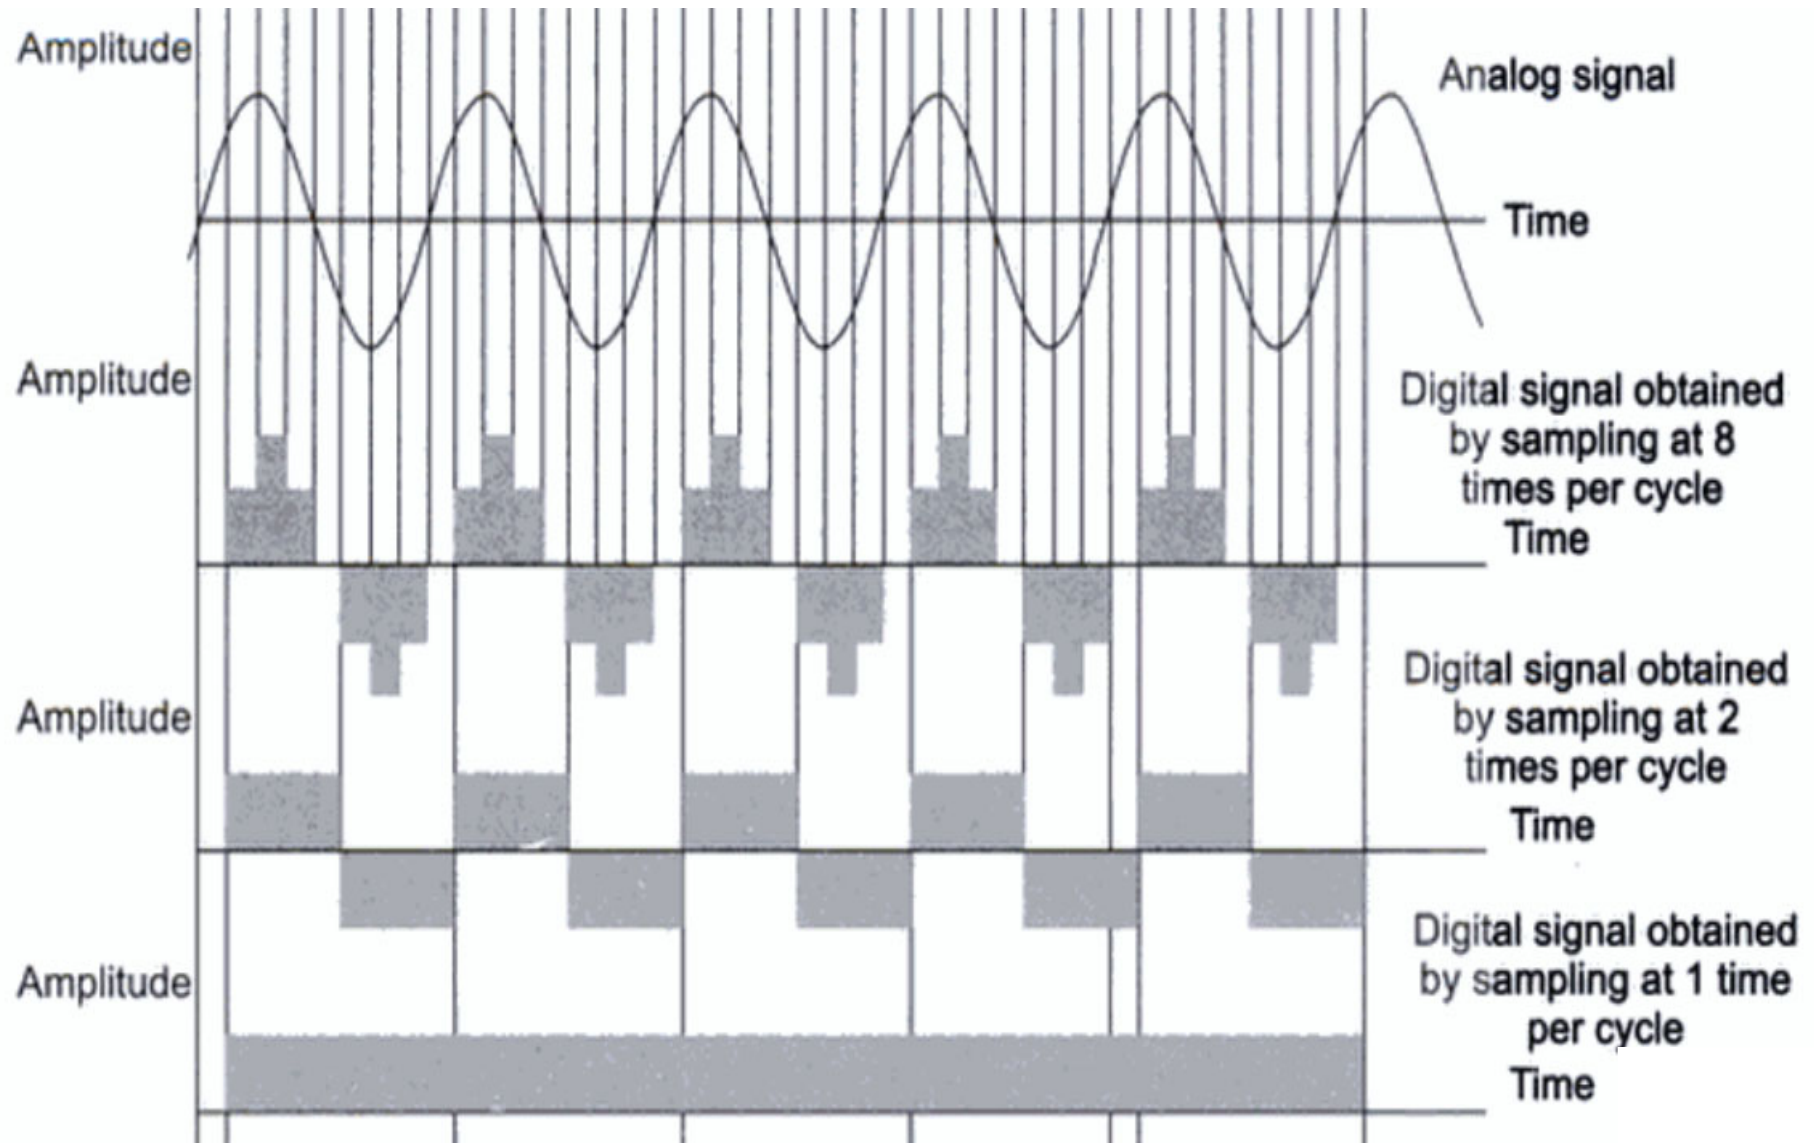 Amplitude
Analog signal
Time
Amplitude
Digital signal obtained
by sampling at 8
times per cycle
Time
Digital signal obtained
by sampling at 2
times per cycle
Amplitude
Time
Digital signal obtained
by sampling at 1 time
per cycle
Amplitude
Time